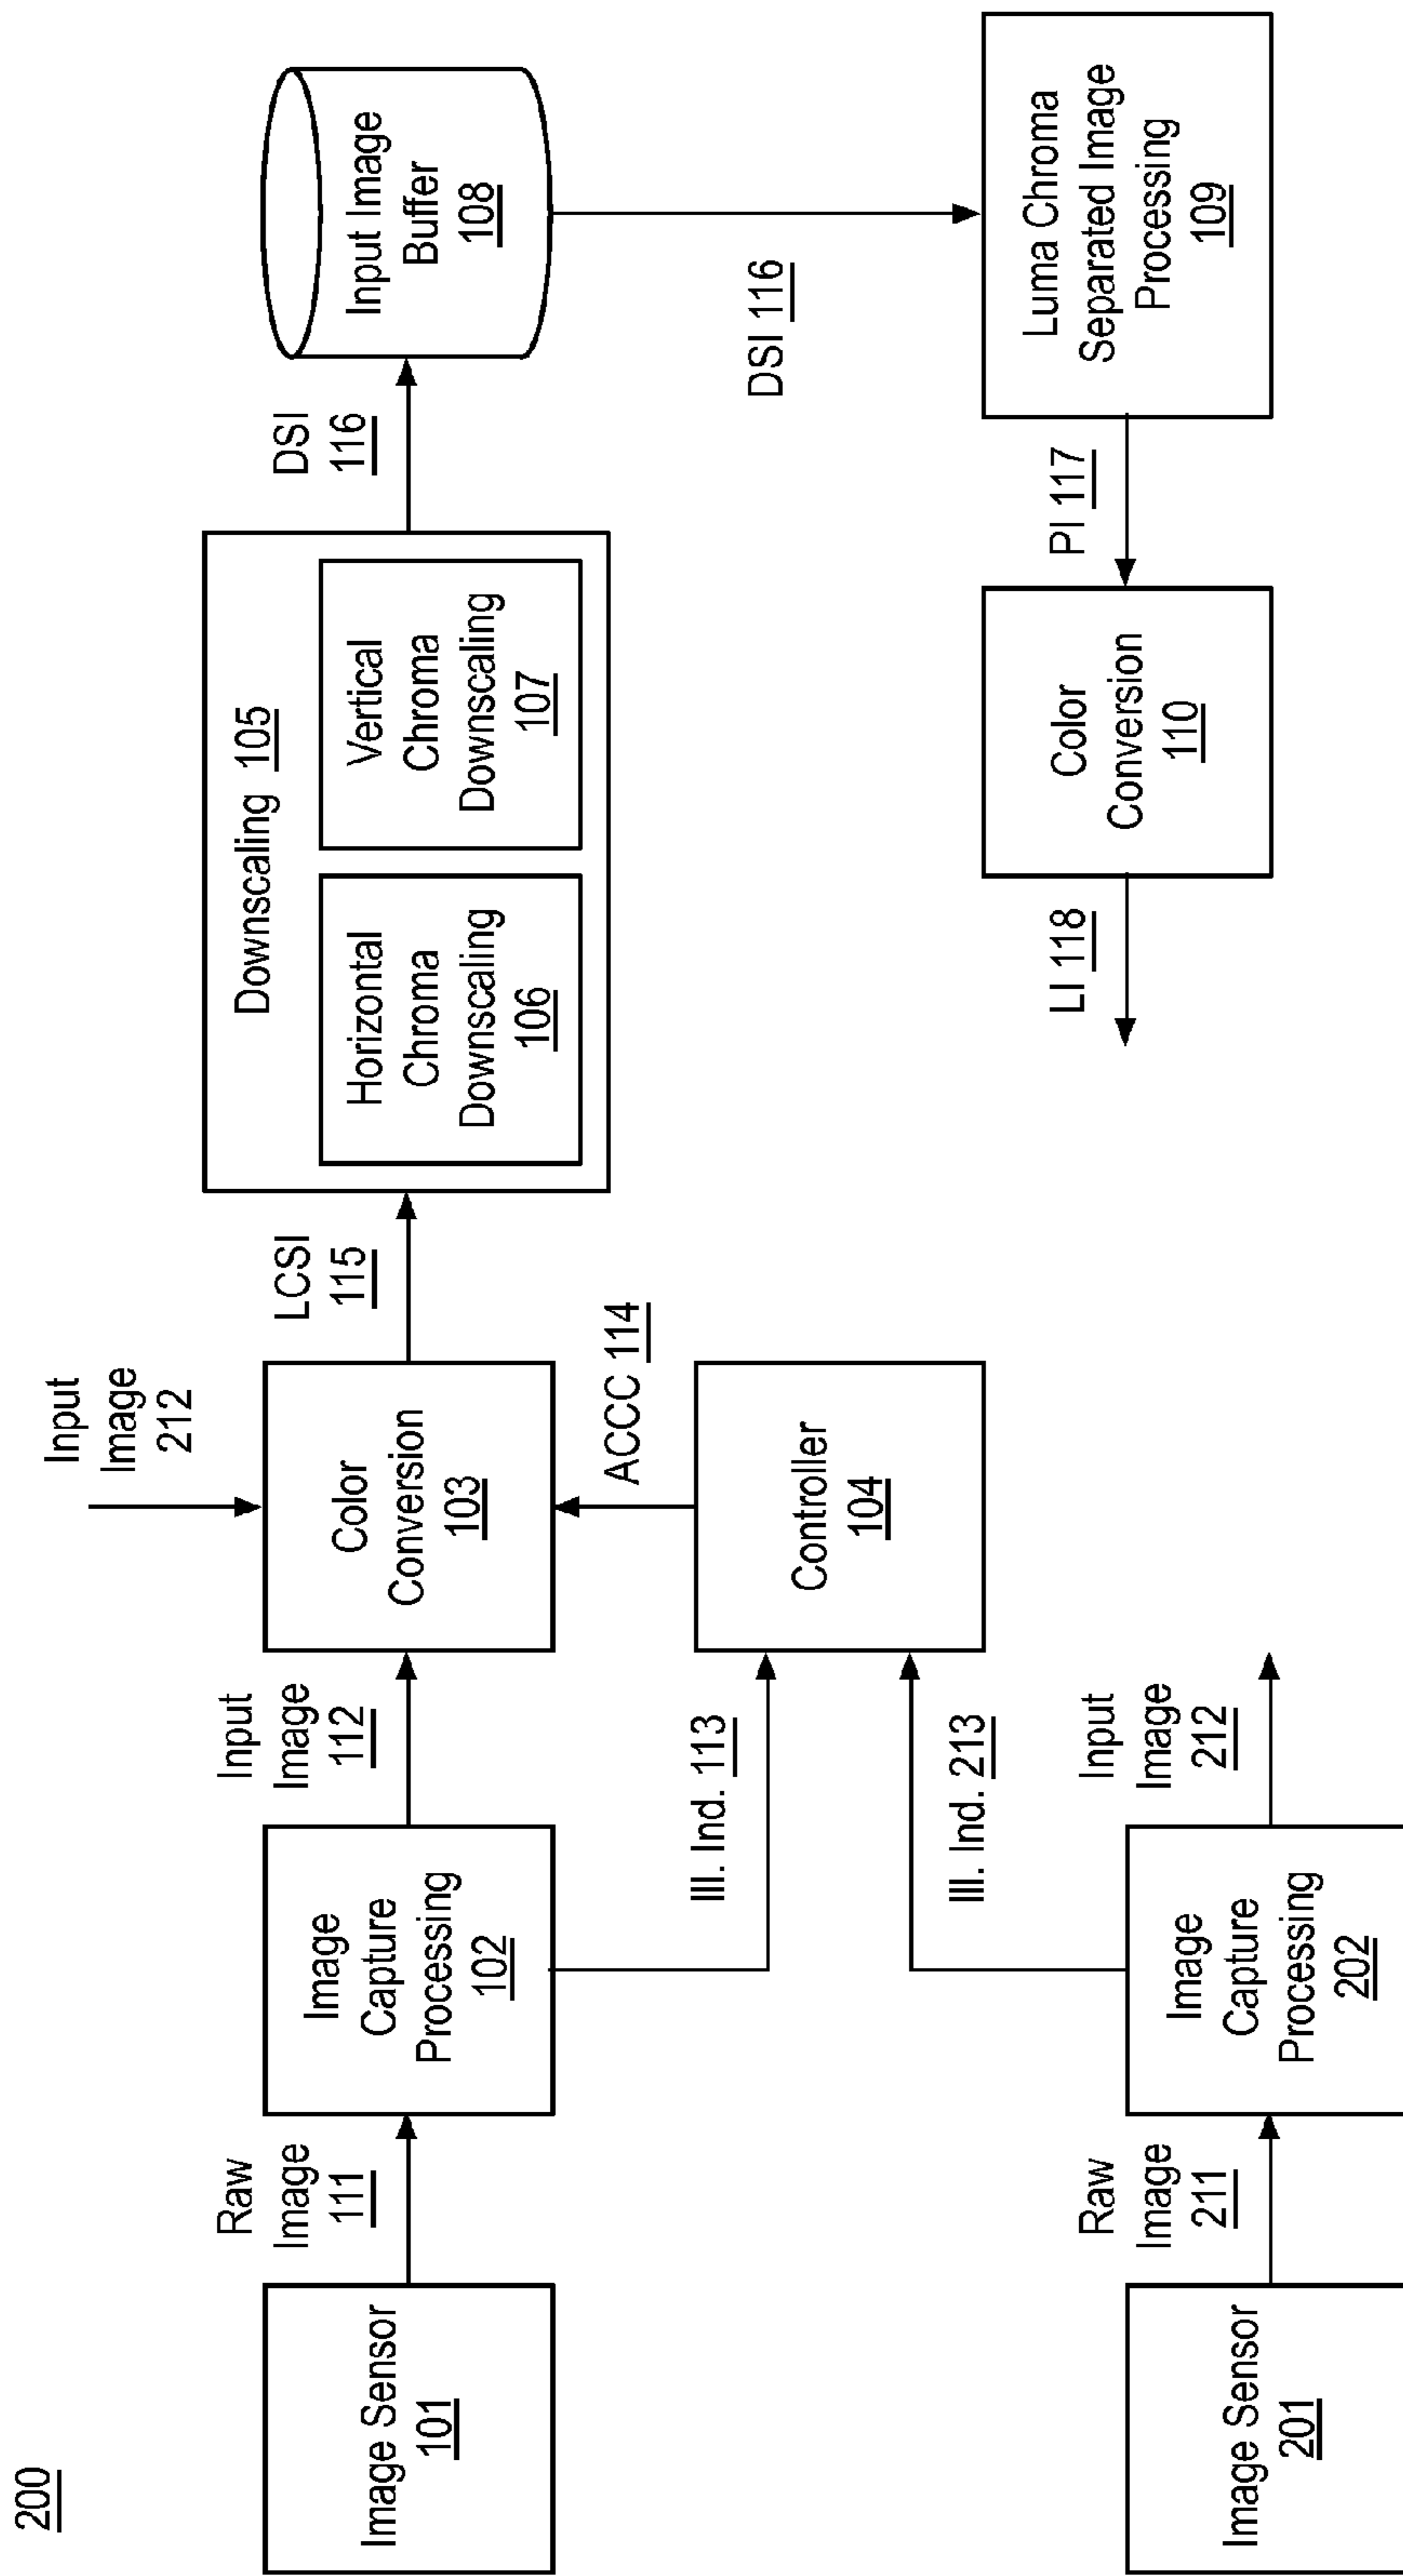 200
Image Sensor
101
Raw
Image
111
Image
Capture
Processing
102
Input
Image
112
Input
Image
212
Color
Conversion
103
LCSI
115
Downscaling 105
Horizontal
Chroma
Downscaling
106
Vertical
Chroma
Downscaling
107
DSI
116
Input Image
Buffer
108
Ill. Ind. 113
ACCC 114
Controller
104
Ill. Ind. 213
DSI 116
Luma Chroma
Separated Image
Processing
109
PI 117
Color
Conversion
110
LI 118
Image Sensor
201
Raw
Image
211
Image
Capture
Processing
202
Input
Image
212